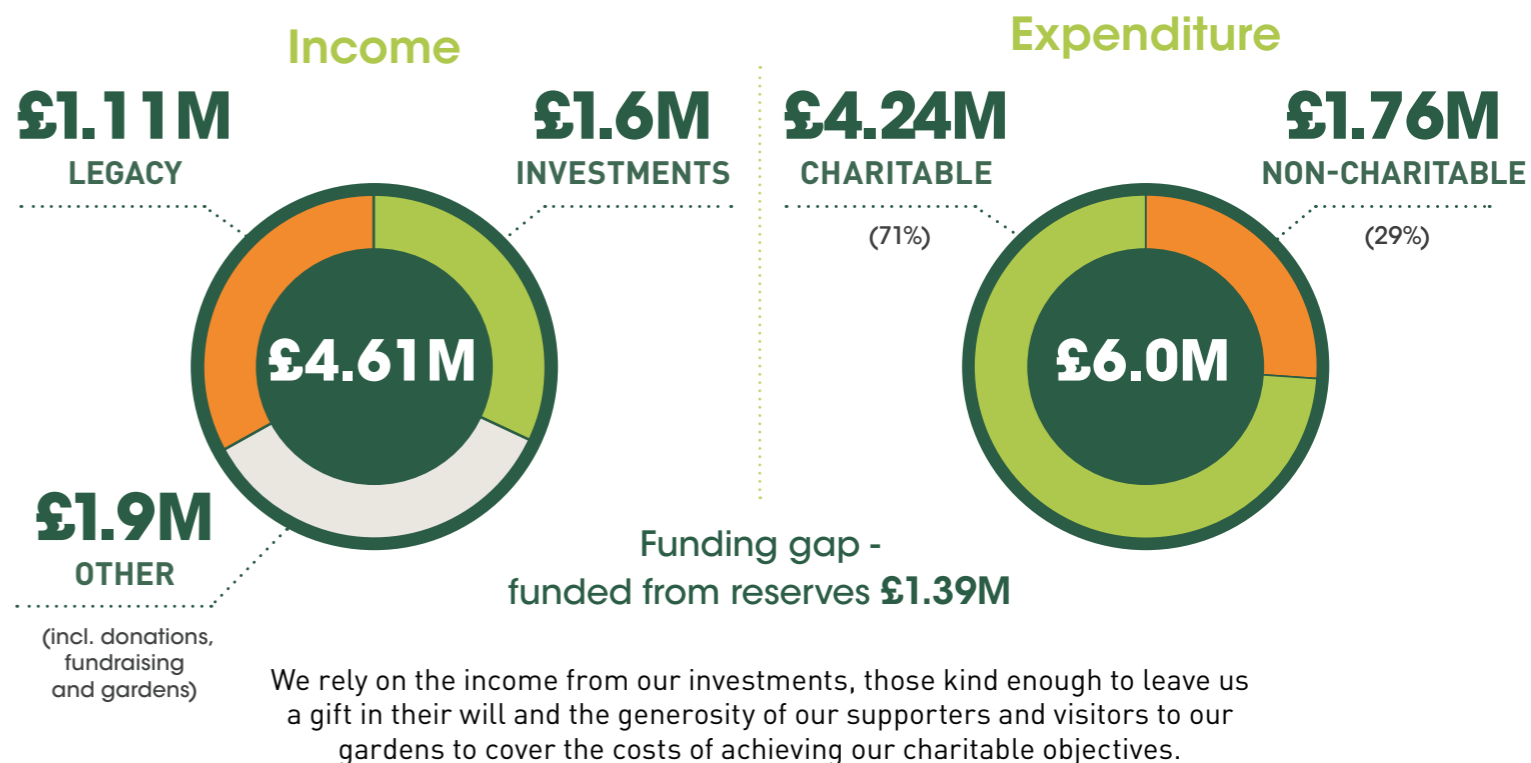 Income
£1.11M
LEGACY
£1.6M
INVESTMENTS
£4.61M
£1.9M
OTHER
(incl. donations,
fundraising
and gardens)
Expenditure
£4.24M
CHARITABLE
(71%)
£1.76M
NON-CHARITABLE
(29%)
£6.0M
Funding gap -
funded from reserves £1.39M
We rely on the income from our investments, those kind enough to leave us
a gift in their will and the generosity of our supporters and visitors to our
gardens to cover the costs of achieving our charitable objectives.